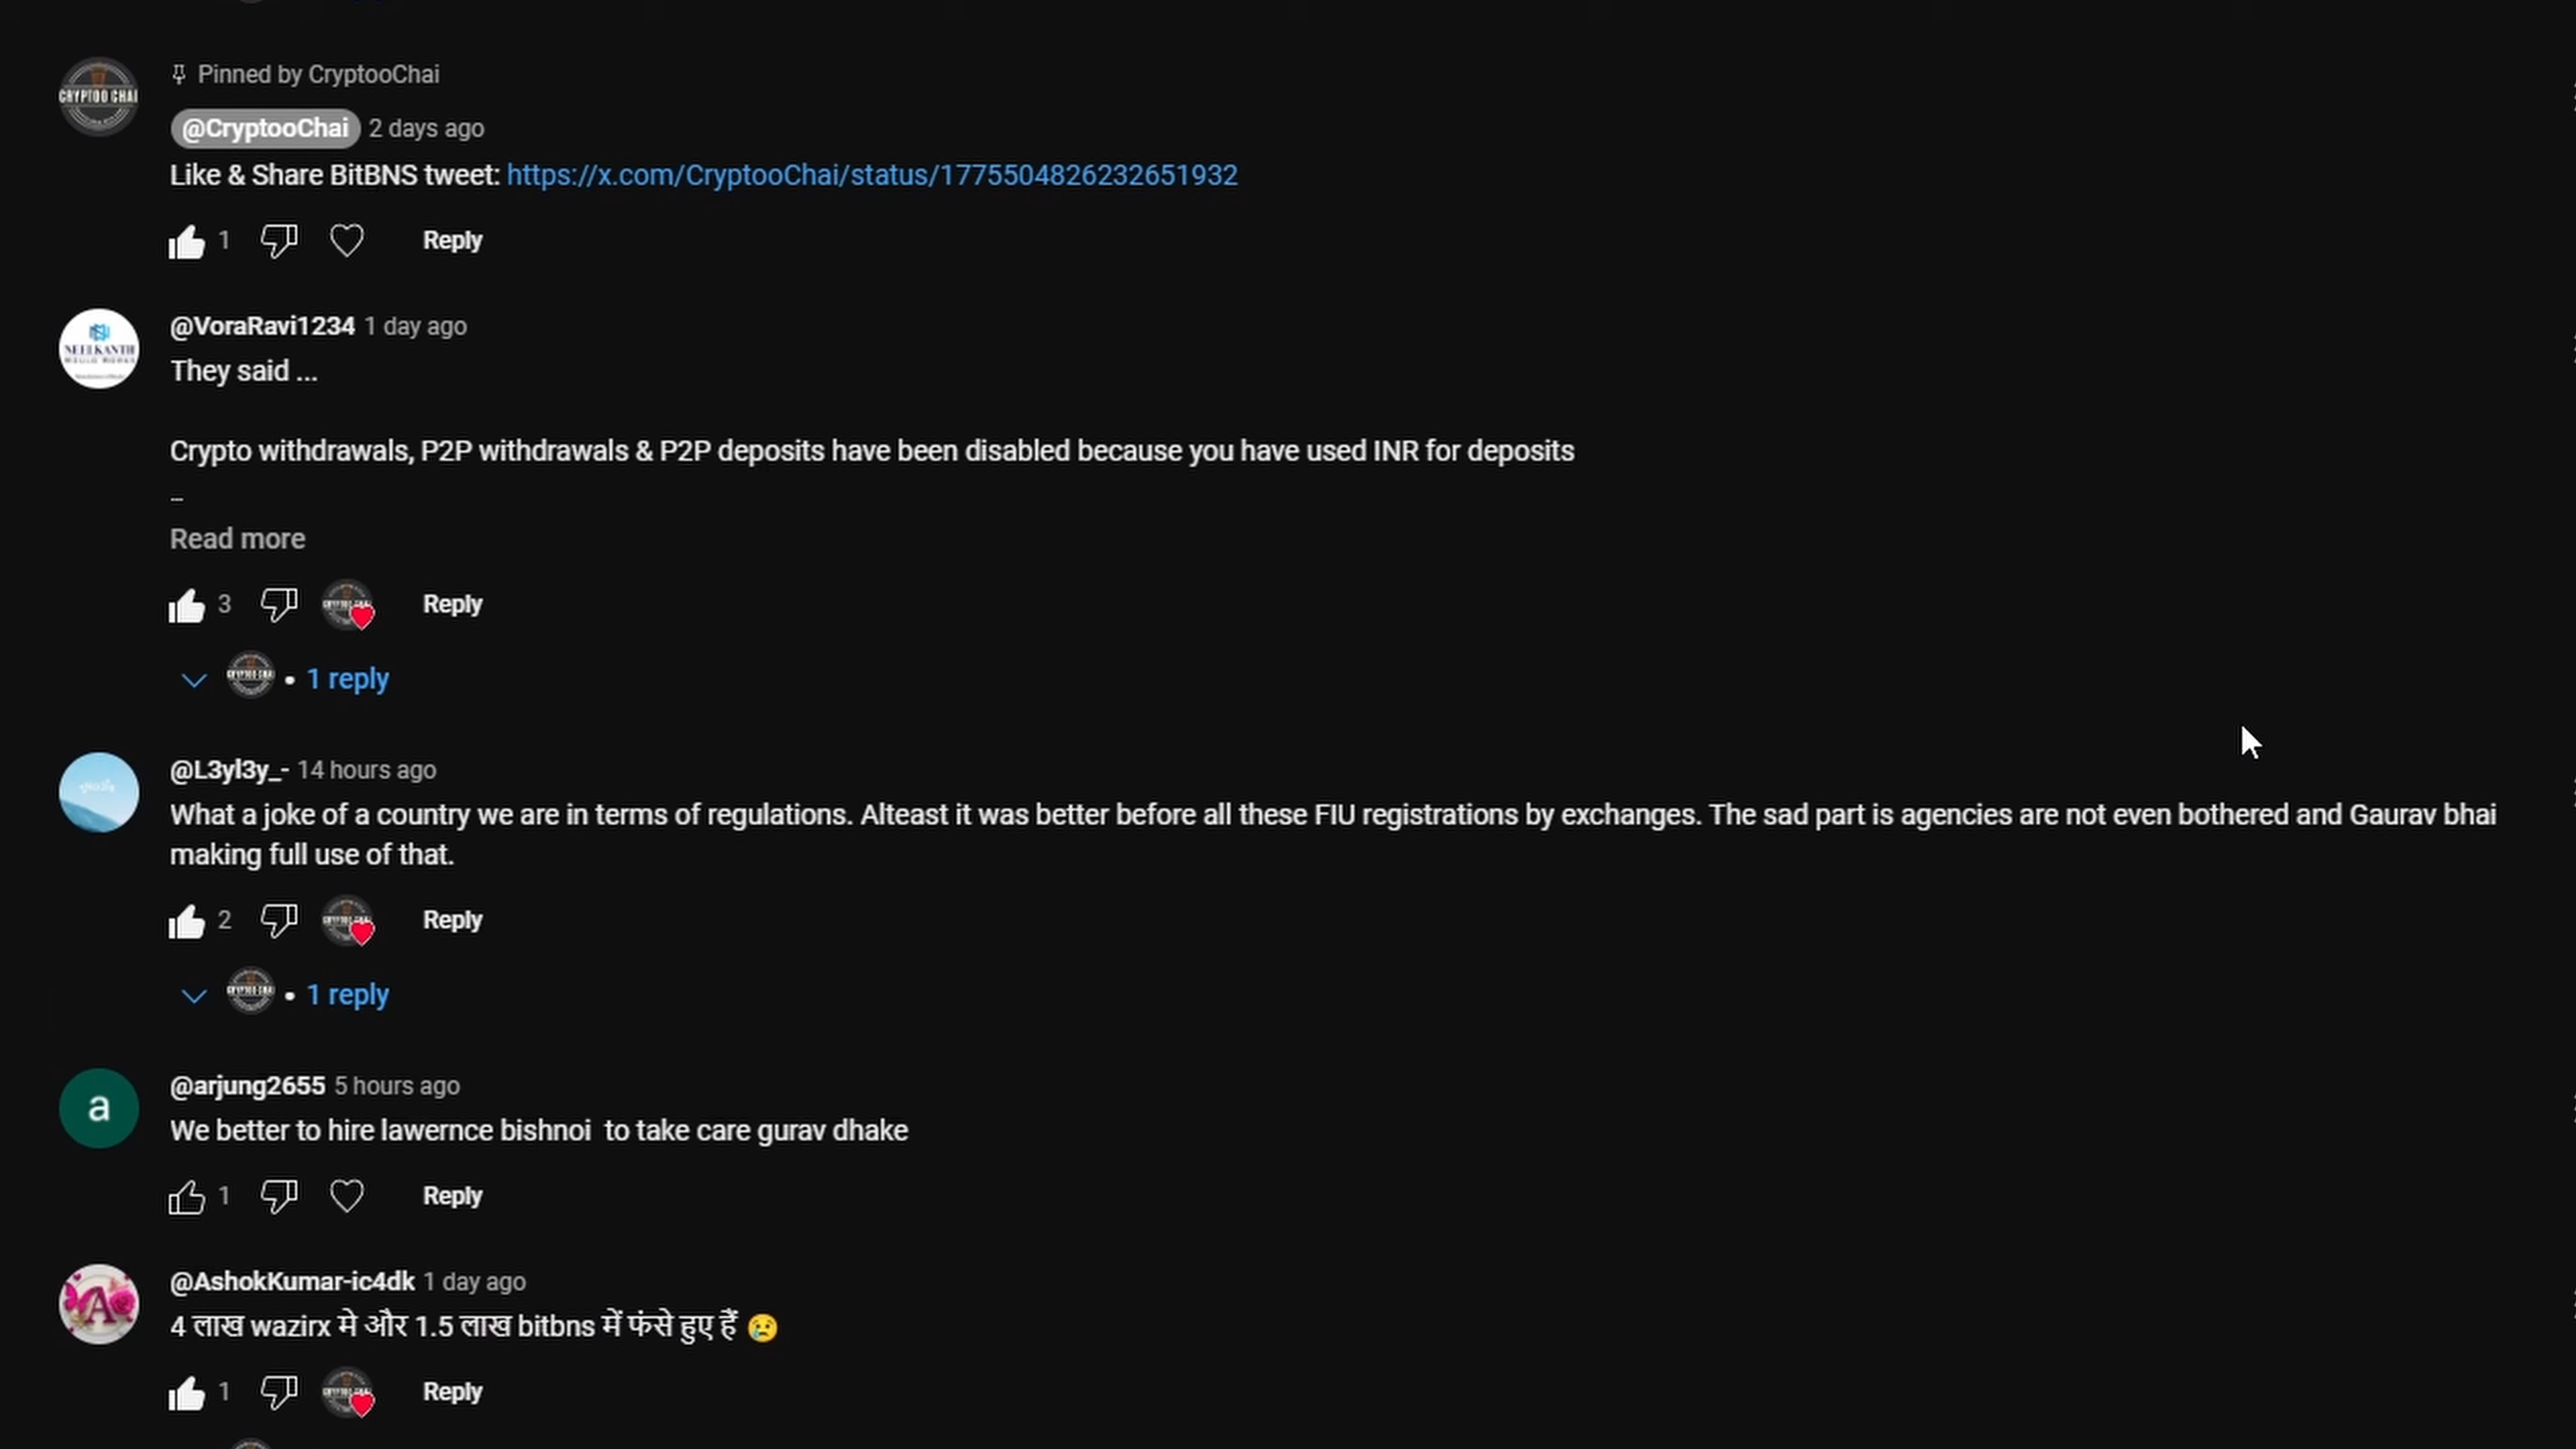 Pinned by CryptooChai
CRYPTOO CHAI
@CryptooChai 2 days ago
Like & Share BitBNS tweet: https://x.com/CryptooChai/status/1775504826232651932
1 Reply
@VoraRavi1234 1 day ago
NEELKANTH
They said ...
Crypto withdrawals, P2P withdrawals & P2P deposits have been disabled because you have used INR for deposits
...
Read more
3 Reply
• 1 reply
@L3yl3y_- 14 hours ago
What a joke of a country we are in terms of regulations. Alteast it was better before all these FIU registrations by exchanges. The sad part is agencies are not even bothered and Gaurav bhai
making full use of that.
2 Reply
• 1 reply
@arjung2655 5 hours ago
a
We better to hire lawernce bishnoi to take care gurav dhake
1 Reply
@AshokKumar-ic4dk 1 day ago
A
4 लाख wazirx मे और 1.5 लाख bitbns में फंसे हुए हैं 😢
1 Reply